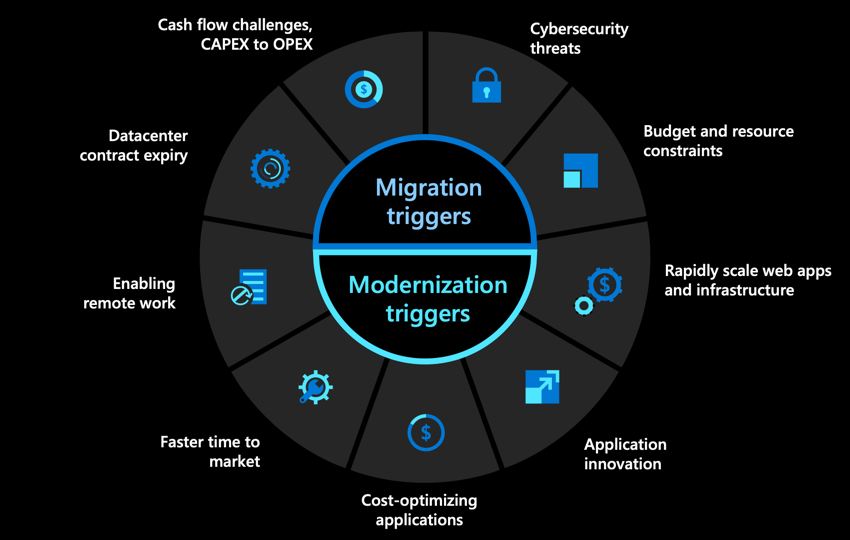 Cash flow challenges,
CAPEX to OPEX
Cybersecurity
threats
Datacenter
contract expiry
Budget and resource
constraints
Migration
triggers
Enabling
remote work
Modernization
triggers
Rapidly scale web apps
and infrastructure
Faster time to
market
Application
innovation
Cost-optimizing
applications
$
$
$